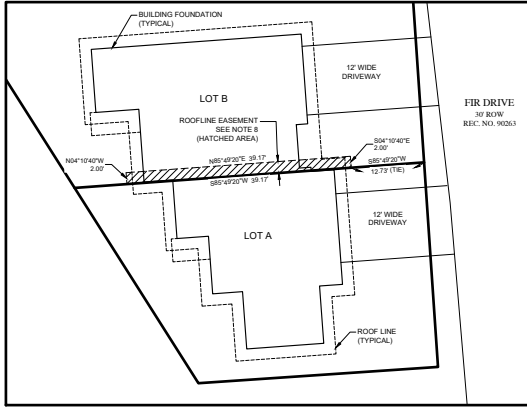 BUILDING FOUNDATION
(TYPICAL)
12' WIDE
DRIVEWAY
LOT B
FIR DRIVE
30' ROW
REC. NO. 90263
ROOFLINE EASEMENT
SEE NOTE 8
(HATCHED AREA)
S04°10'40"E
2.00'
N04°10'40"W
2.00'
N85°49'20"E 39.17'
S85°49'20"W
S85°49'20"W 39.17'
12.73' (TIE)
12' WIDE
DRIVEWAY
LOT A
ROOF LINE
(TYPICAL)